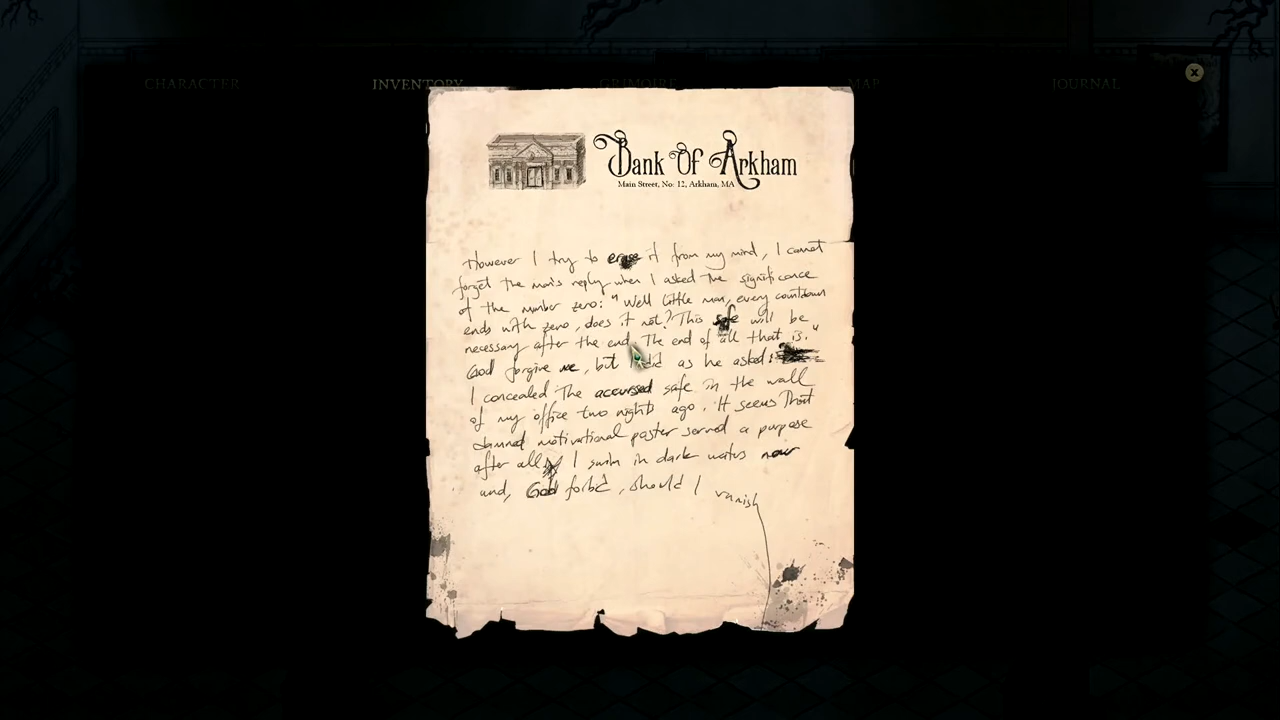 CHARACTER INVENTORY GRIMOIRE MAP JOURNAL
Bank Of Arkham
Main Street, No: 12, Arkham, MA
However I try to erase it from my mind, I cannot
forget the man's reply when I asked the significance
of the number zero: "Well little man, every countdown
ends with zero, does it not? This safe will be
necessary after the end. The end of all that is."
God forgive me, but I did as he asked:
I concealed the accursed safe in the wall
of my office two nights ago. It seems that
damned motivational poster served a purpose
after all. I swim in dark waters now
and, God forbid, should I vanish